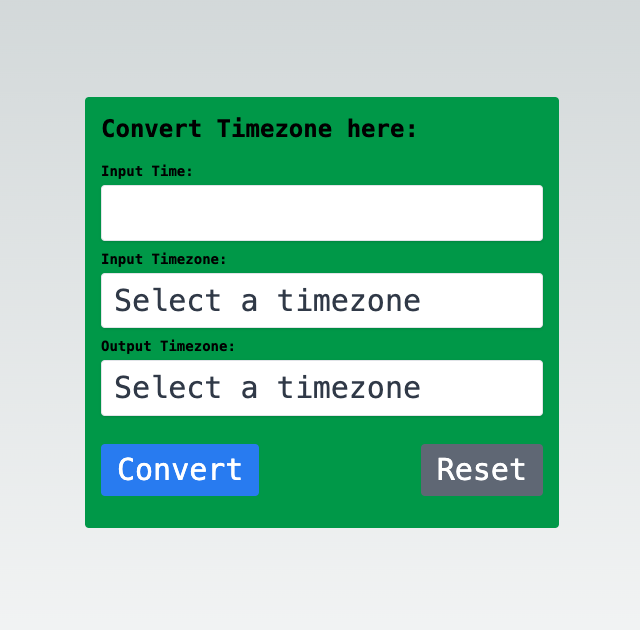 Convert Timezone here:
Input Time:
Input Timezone:
Select a timezone
Output Timezone:
Select a timezone
Convert
Reset